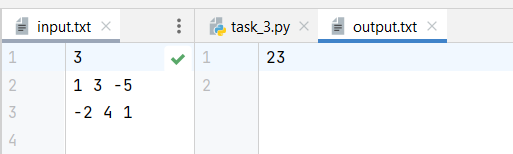 input.txt
task_3.py
output.txt
1 3
2 1 3 -5
3 -2 4 1
4
1 23
2